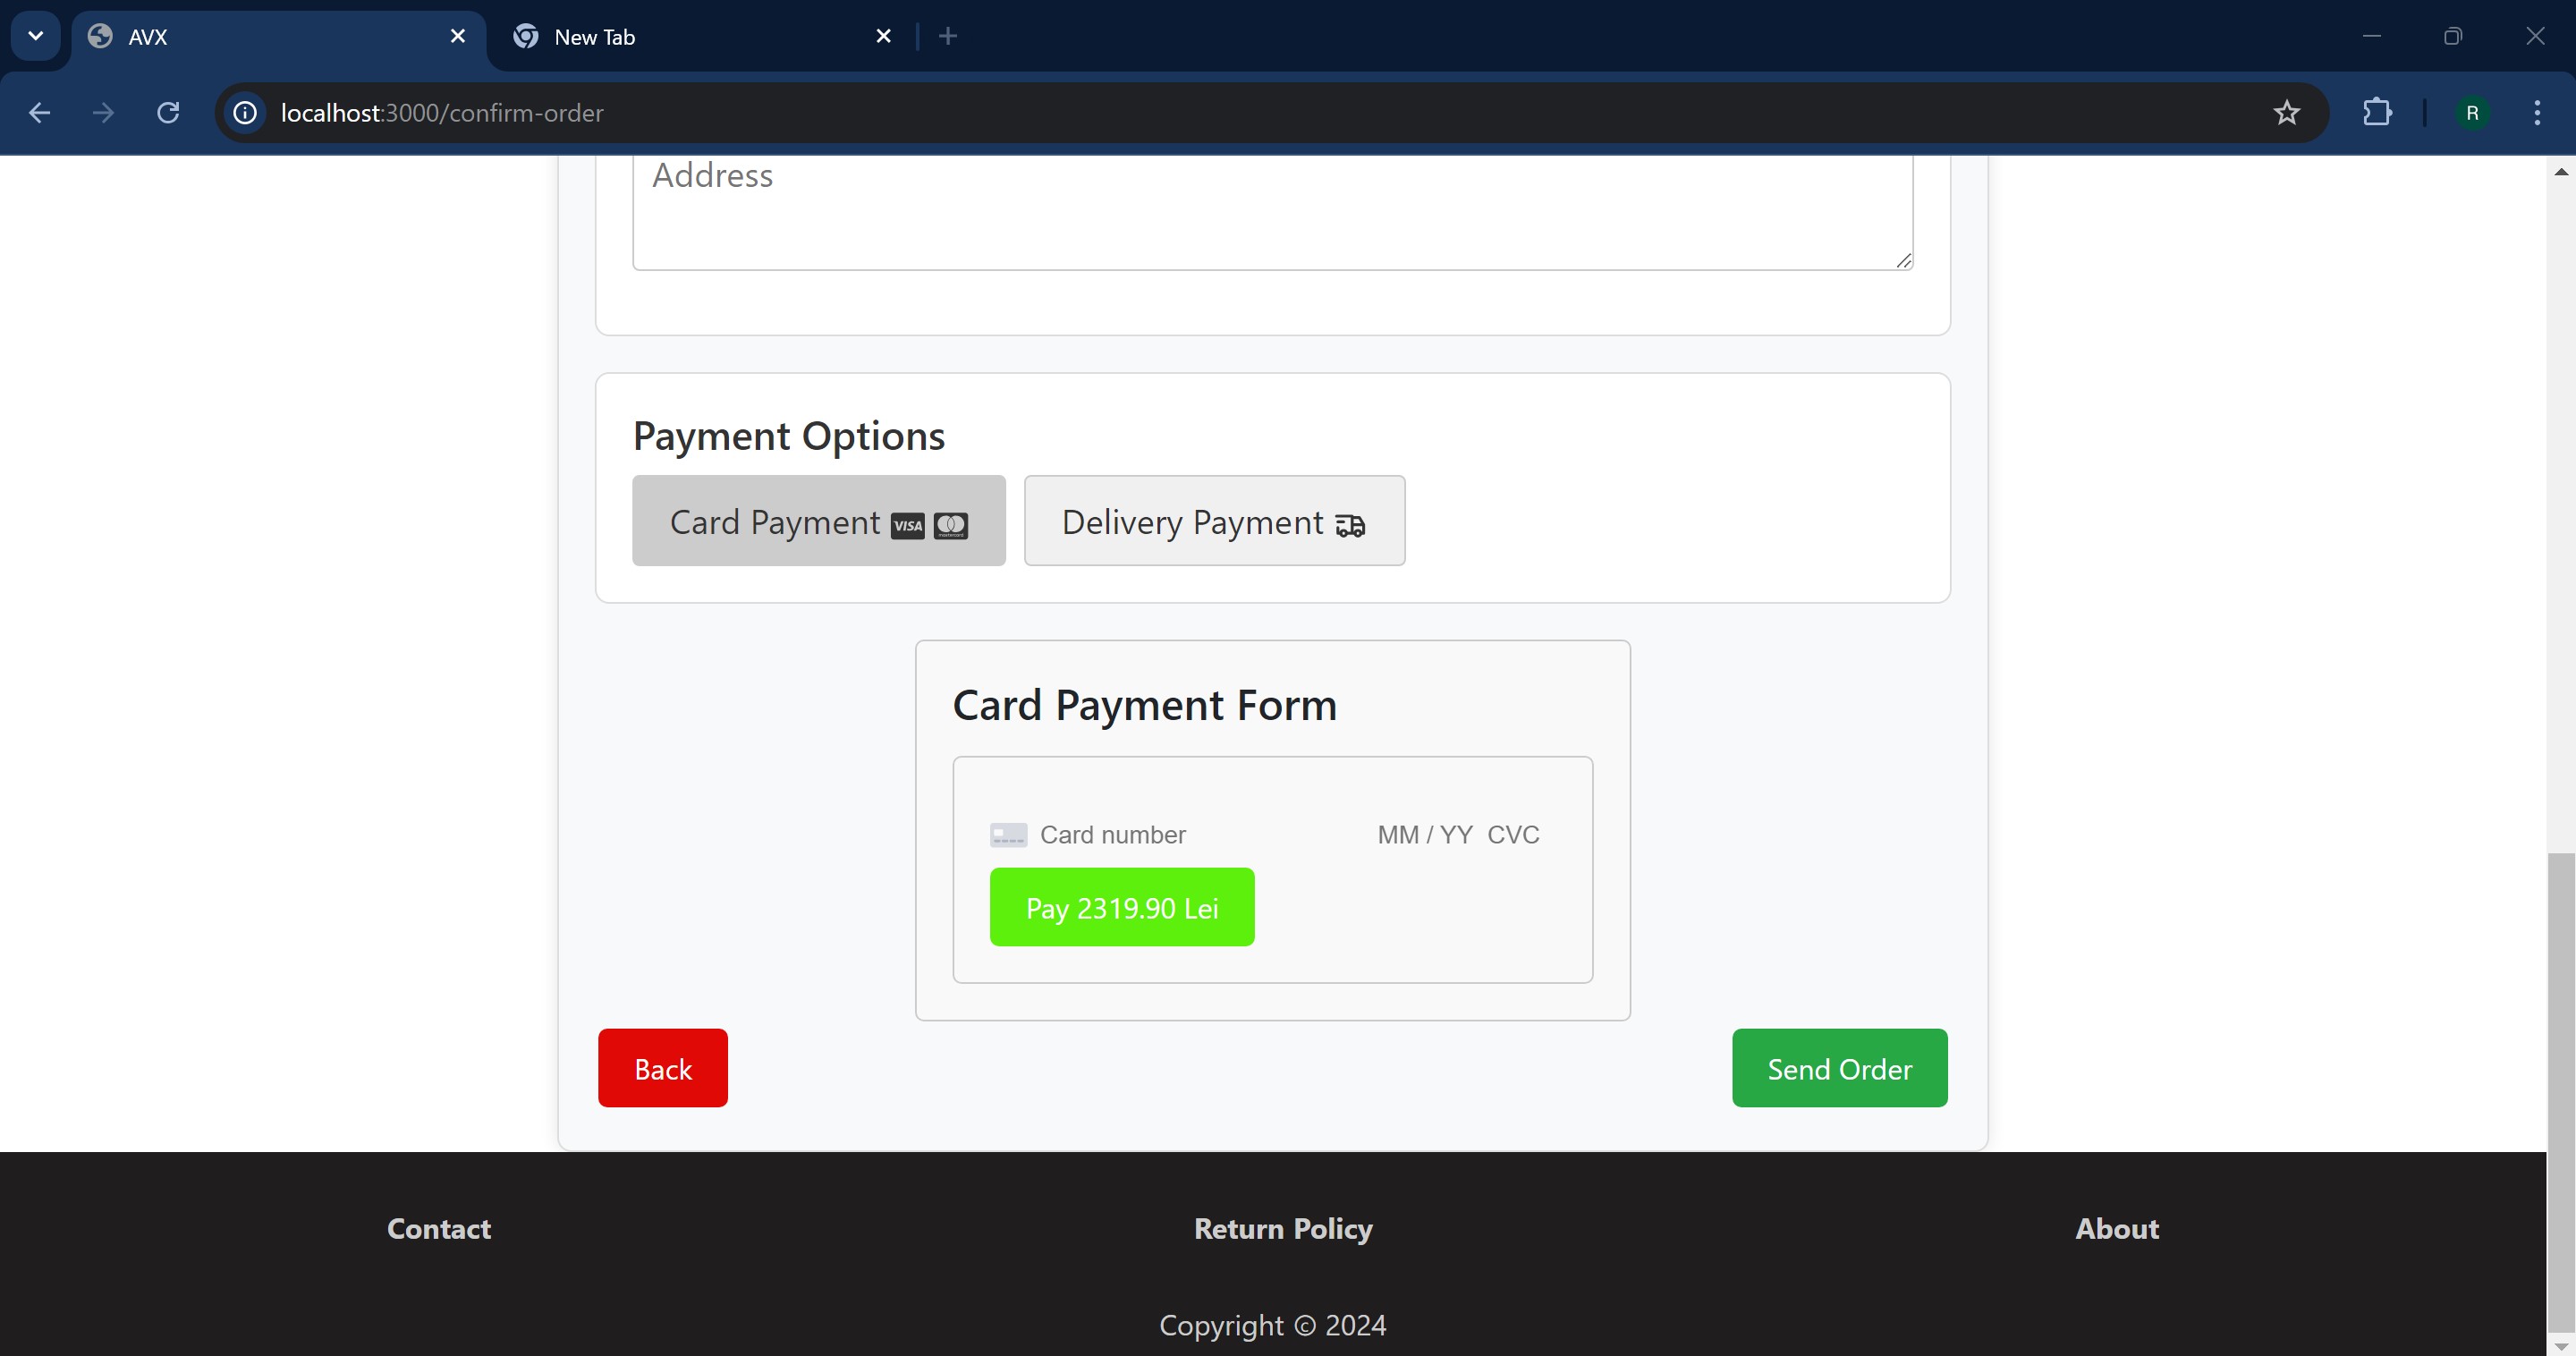 AVX
New Tab
localhost:3000/confirm-order
R
Address
Payment Options
Card Payment VISA
Delivery Payment
Card Payment Form
Card number MM / YY CVC
Pay 2319.90 Lei
Back
Send Order
Contact
Return Policy
About
Copyright © 2024